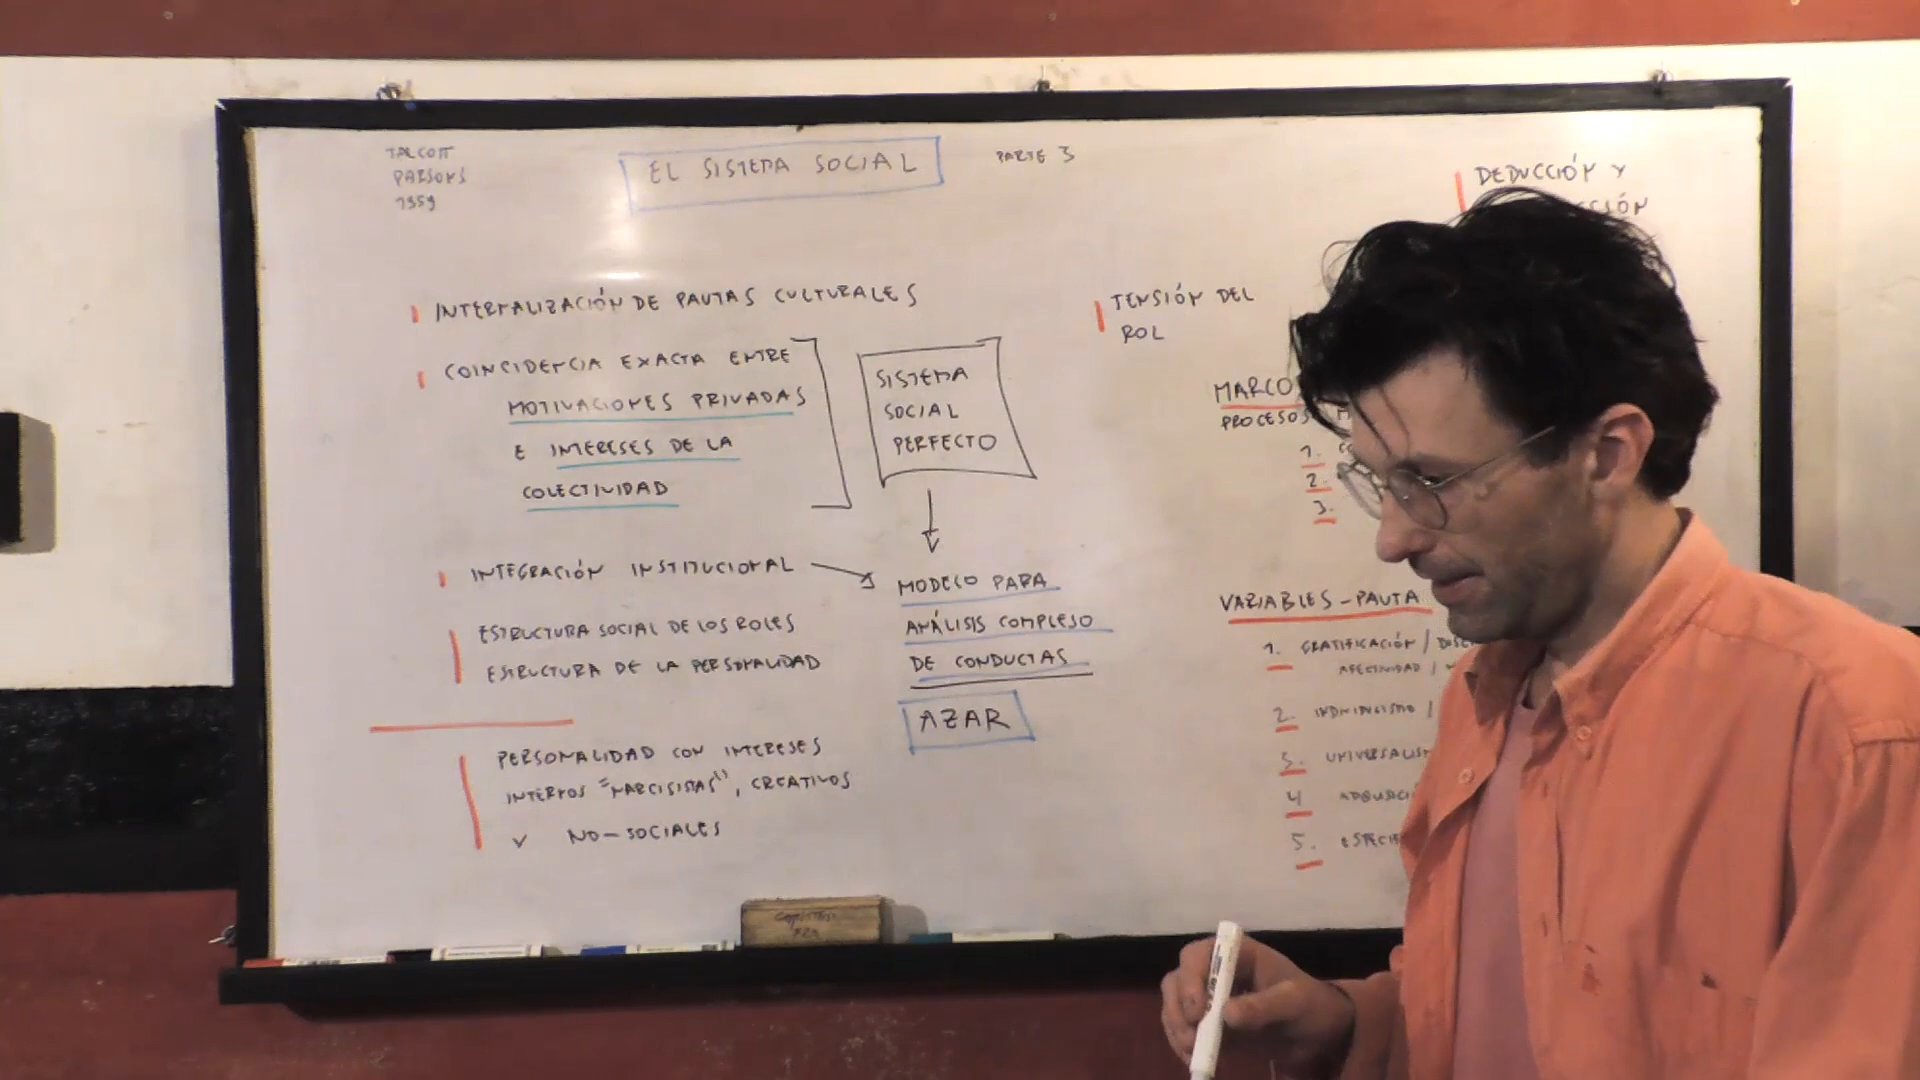 TALCOTT
PARSONS
1959
EL SISTEMA SOCIAL
PARTE 3
INTERNALIZACIÓN DE PAUTAS CULTURALES
COINCIDENCIA EXACTA ENTRE
MOTIVACIONES PRIVADAS
E INTERESES DE LA
COLECTIVIDAD
SISTEMA
SOCIAL
PERFECTO
INTEGRACIÓN INSTITUCIONAL
MODELO PARA
ANÁLISIS COMPLEJO
DE CONDUCTAS
AZAR
ESTRUCTURA SOCIAL DE LOS ROLES
ESTRUCTURA DE LA PERSONALIDAD
PERSONALIDAD CON INTERESES
INTERNOS "NARCISISTAS", CREATIVOS
Y NO-SOCIALES
DEDUCCIÓN Y
TENSIÓN DEL
ROL
MARCO
PROCESOS
1.
2.
3.
VARIABLES-PAUTA
1. GRATIFICACIÓN /
AFECTIVIDAD /
2. /
3.
4
5.